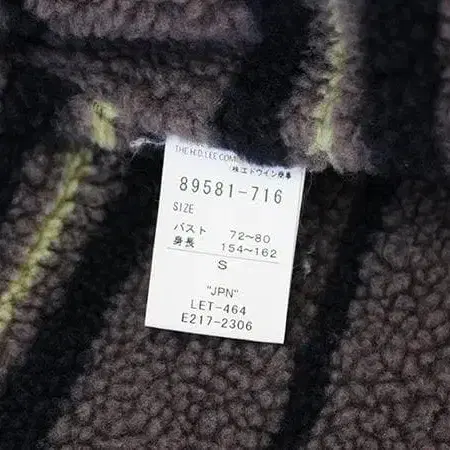 THE H.D. LEE COM
㈱エドウイン商事
89581-716
SIZE
バスト 72~80
身長 154~162
S
"JPN"
LET-464
E217-2306